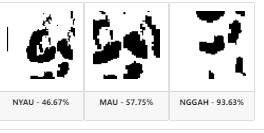 NYAU - 46.67%
MAU - 57.75%
NGGAH - 93.63%